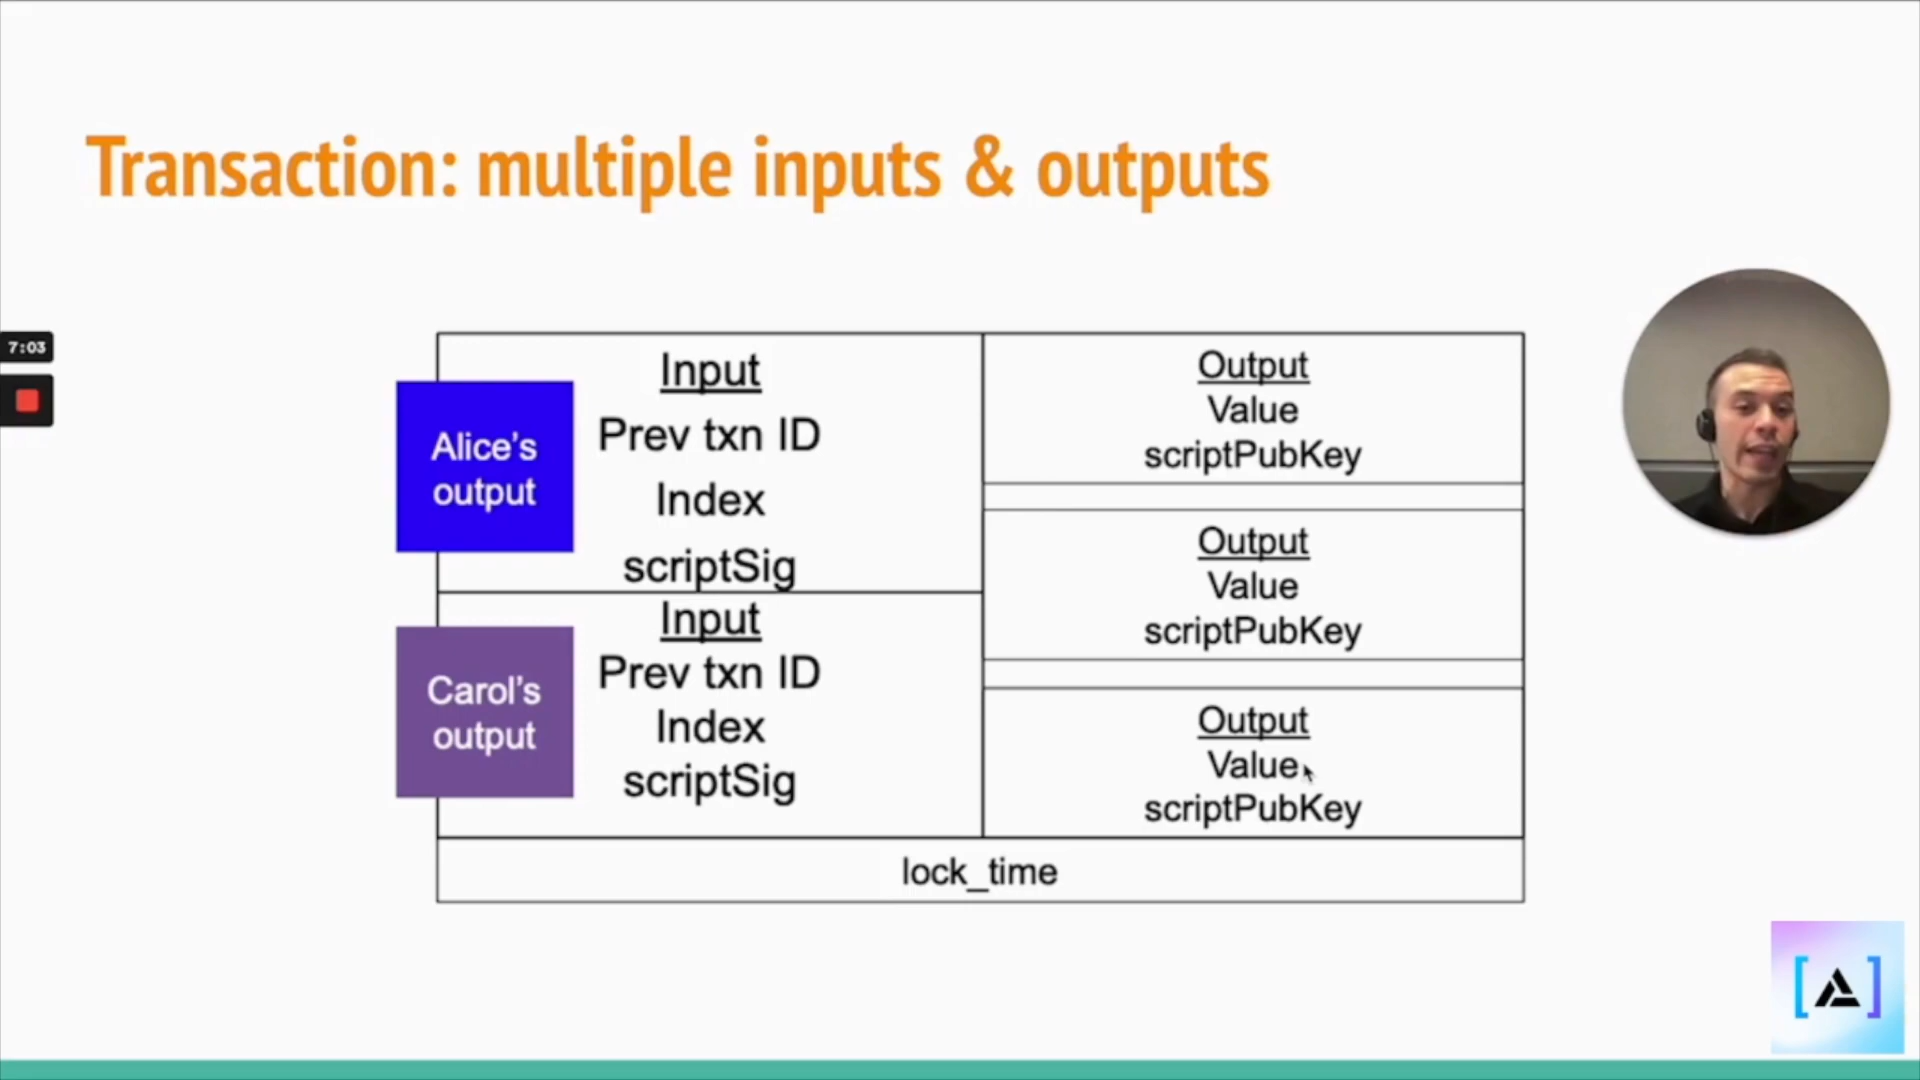 Transaction: multiple inputs & outputs
7:03
Alice's
output
Input
Prev txn ID
Index
scriptSig
Carol's
output
Input
Prev txn ID
Index
scriptSig
Output
Value
scriptPubKey
Output
Value
scriptPubKey
Output
Value
scriptPubKey
lock_time